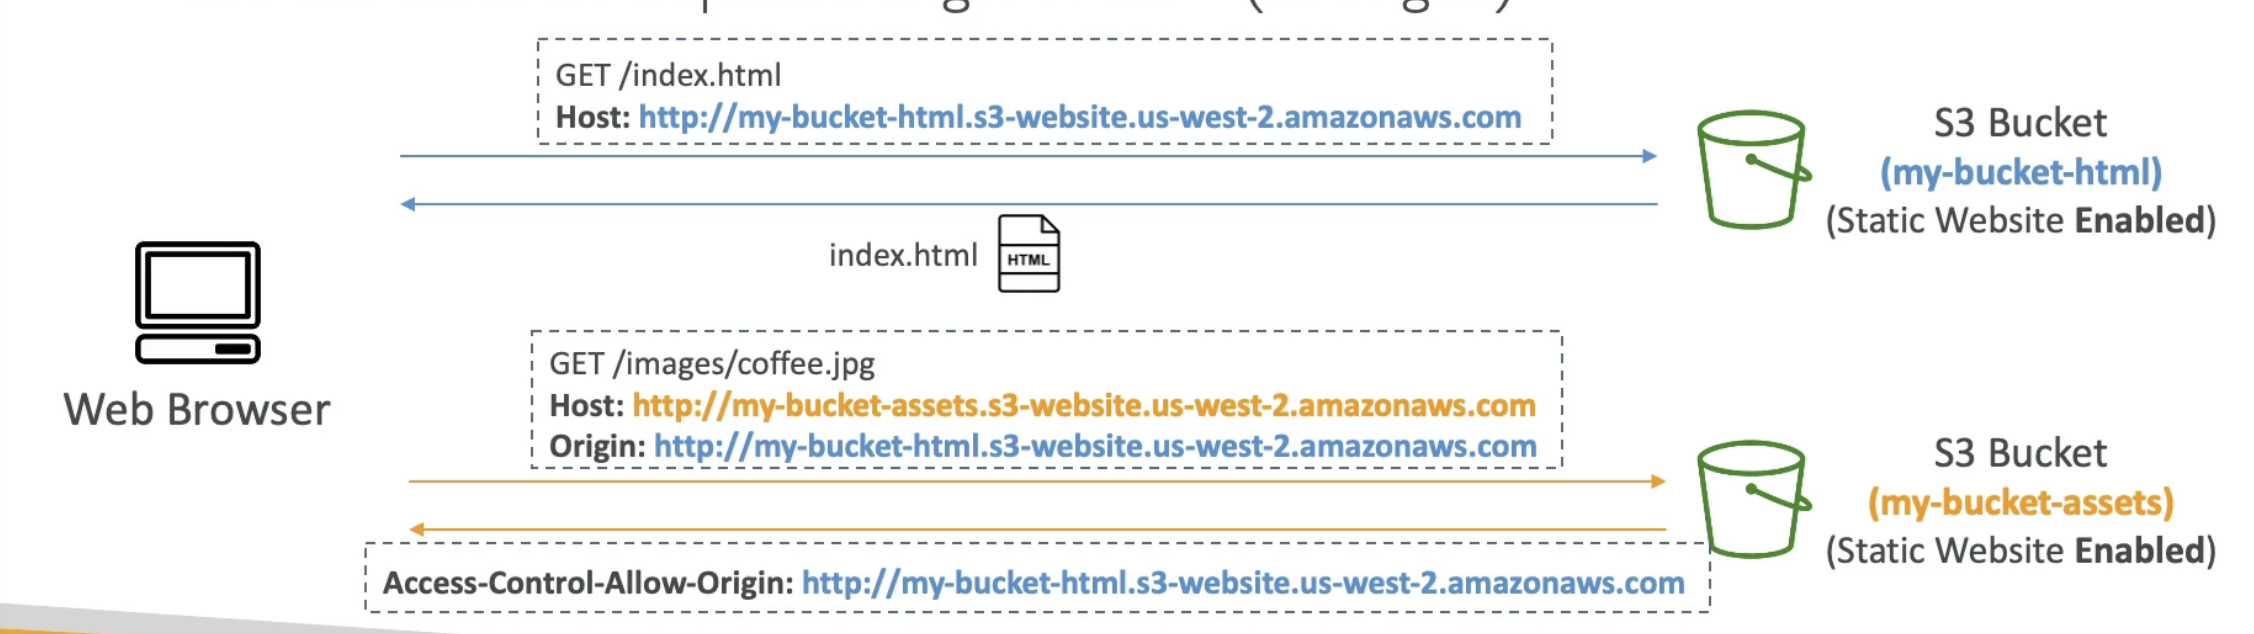 GET /index.html
Host: http://my-bucket-html.s3-website.us-west-2.amazonaws.com
S3 Bucket
(my-bucket-html)
(Static Website Enabled)
index.html
HTML
Web Browser
GET /images/coffee.jpg
Host: http://my-bucket-assets.s3-website.us-west-2.amazonaws.com
Origin: http://my-bucket-html.s3-website.us-west-2.amazonaws.com
S3 Bucket
(my-bucket-assets)
(Static Website Enabled)
Access-Control-Allow-Origin: http://my-bucket-html.s3-website.us-west-2.amazonaws.com